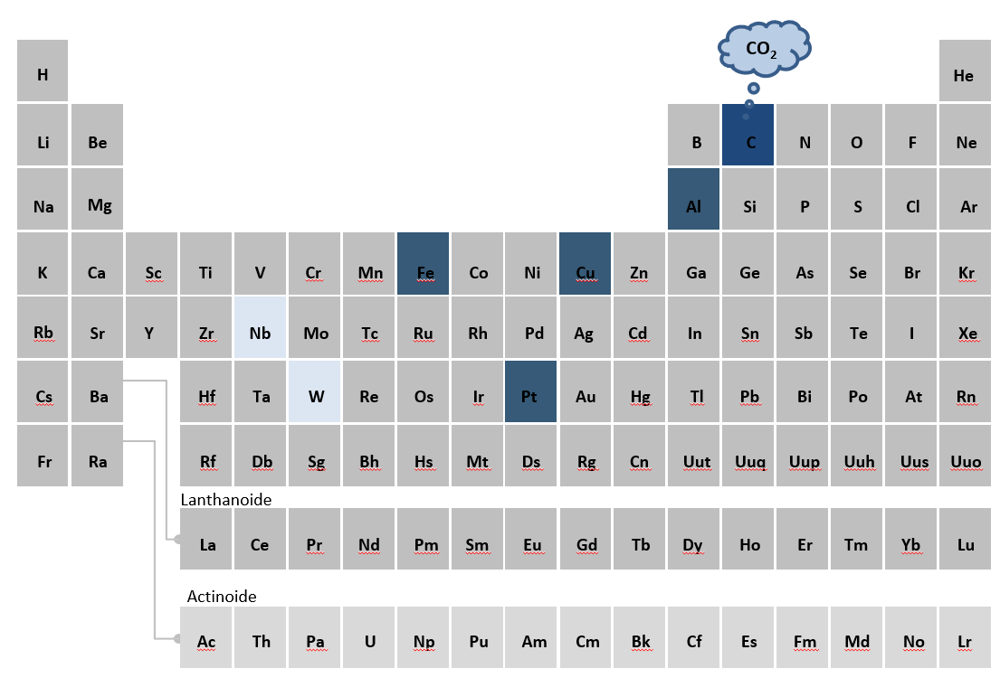 CO₂
H He
Li Be B C N O F Ne
Na Mg Al Si P S Cl Ar
K Ca Sc Ti V Cr Mn Fe Co Ni Cu Zn Ga Ge As Se Br Kr
Rb Sr Y Zr Nb Mo Tc Ru Rh Pd Ag Cd In Sn Sb Te I Xe
Cs Ba Hf Ta W Re Os Ir Pt Au Hg Tl Pb Bi Po At Rn
Fr Ra Rf Db Sg Bh Hs Mt Ds Rg Cn Uut Uuq Uup Uuh Uus Uuo
Lanthanoide
La Ce Pr Nd Pm Sm Eu Gd Tb Dy Ho Er Tm Yb Lu
Actinoide
Ac Th Pa U Np Pu Am Cm Bk Cf Es Fm Md No Lr